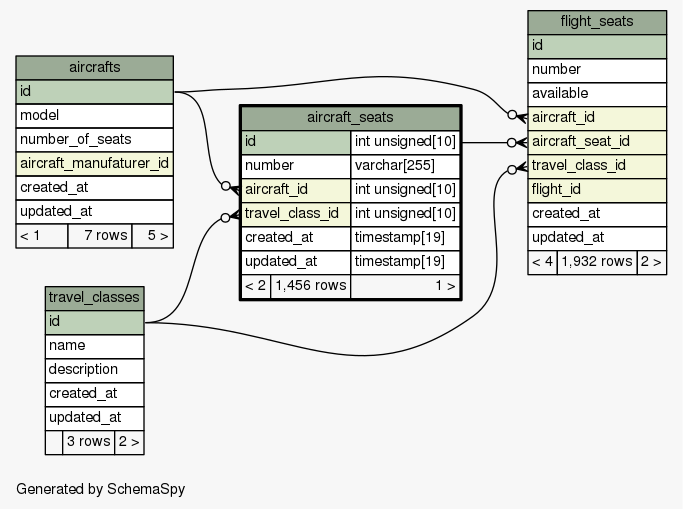 aircrafts
id
model
number_of_seats
aircraft_manufaturer_id
created_at
updated_at
< 1 7 rows 5 >
travel_classes
id
name
description
created_at
updated_at
3 rows 2 >
aircraft_seats
id int unsigned[10]
number varchar[255]
aircraft_id int unsigned[10]
travel_class_id int unsigned[10]
created_at timestamp[19]
updated_at timestamp[19]
< 2 1,456 rows 1 >
flight_seats
id
number
available
aircraft_id
aircraft_seat_id
travel_class_id
flight_id
created_at
updated_at
< 4 1,932 rows 2 >
Generated by SchemaSpy